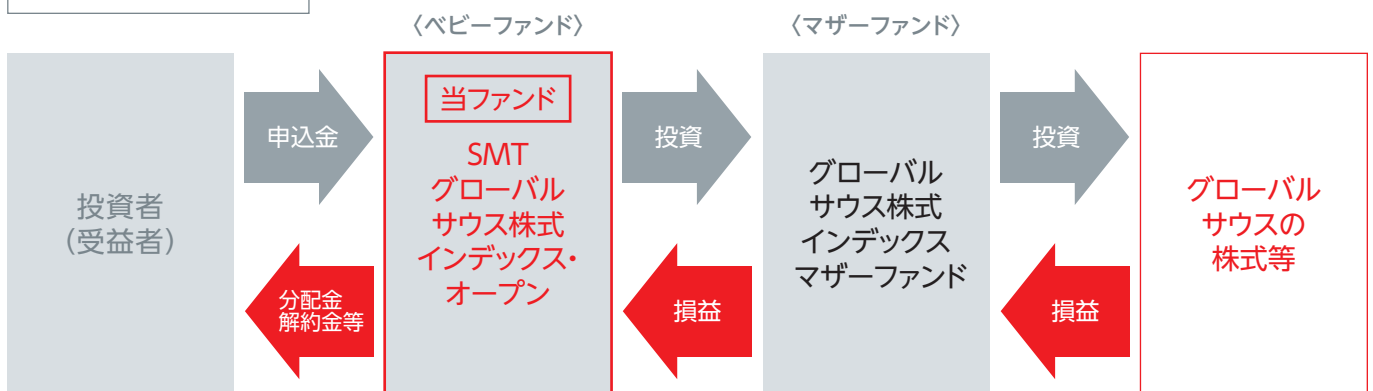 〈ベビーファンド〉
〈マザーファンド〉
投資者
（受益者）
申込金
分配金
解約金等
当ファンド
SMT
グローバル
サウス株式
インデックス・
オープン
投資
損益
グローバル
サウス株式
インデックス
マザーファンド
投資
損益
グローバル
サウスの
株式等